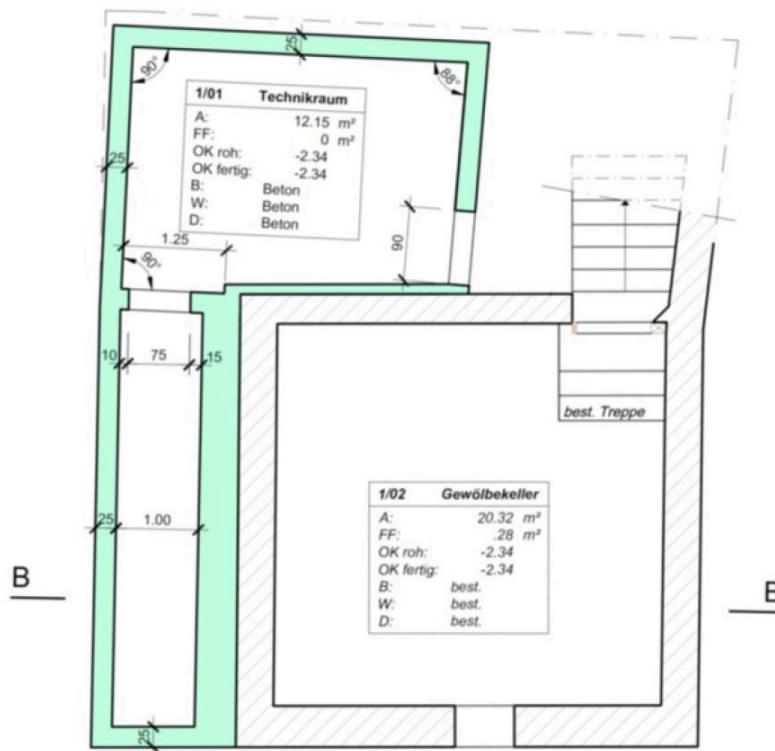 25
90°
88°
1/01 Technikraum
A: 12.15 m²
FF: 0 m²
OK roh: -2.34
OK fertig: -2.34
B: Beton
W: Beton
D: Beton
25
90
1.25
90°
10 75 15
best. Treppe
1/02 Gewölbekeller
A: 20.32 m²
FF: .28 m²
OK roh: -2.34
OK fertig: -2.34
B: best.
W: best.
D: best.
25 1.00
B
25